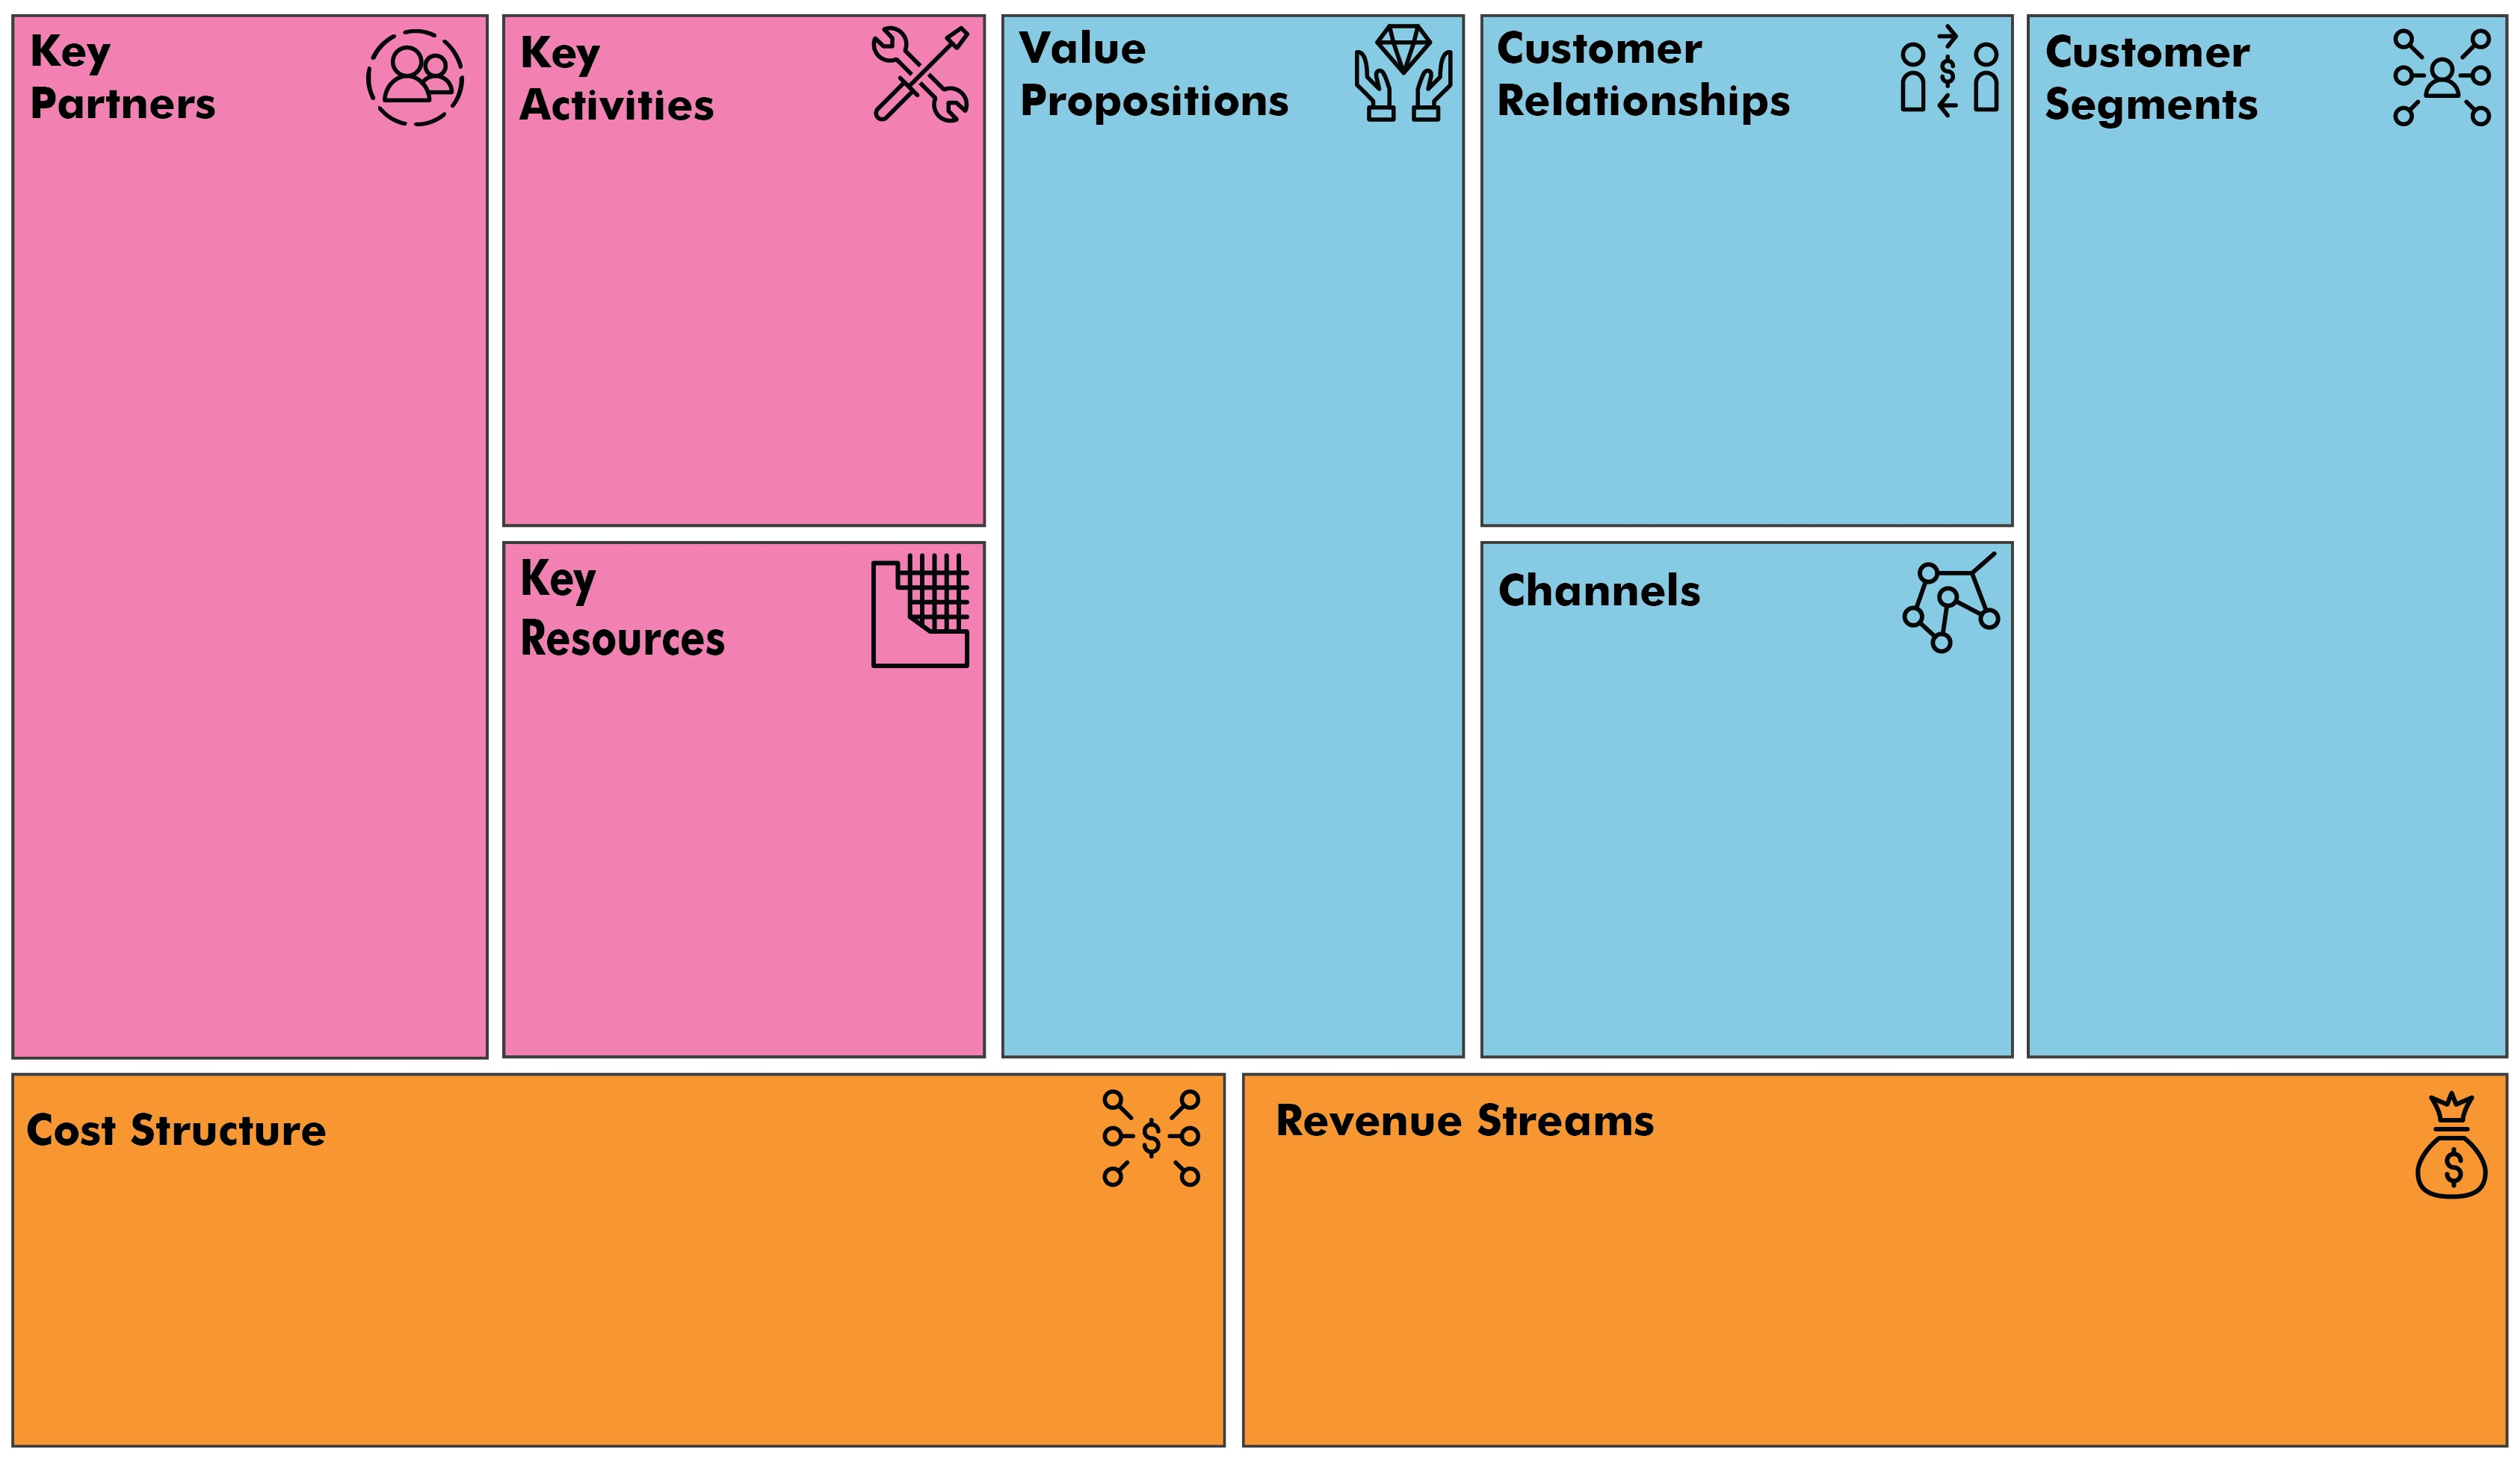 Key
Partners
Key
Activities
Key
Resources
Value
Propositions
Customer
Relationships
Channels
Customer
Segments
Cost Structure
$
Revenue Streams
$